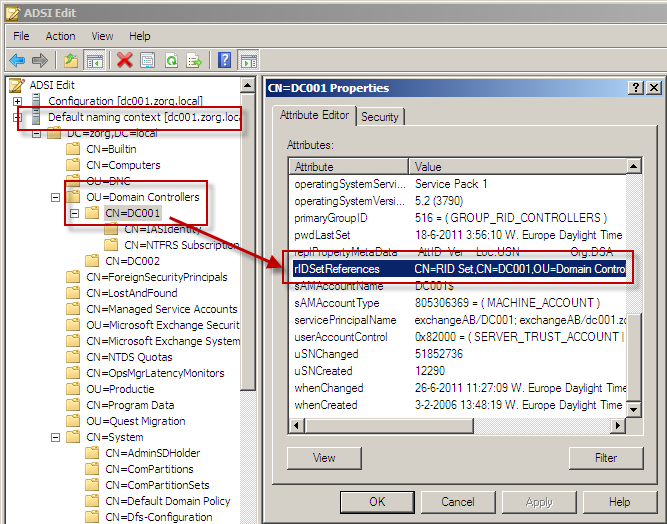 ADSI Edit
File Action View Window Help
ADSI Edit
Configuration [dc001.zorg.local]
Default naming context [dc001.zorg.loca
DC=zorg,DC=local
CN=Builtin
CN=Computers
OU=DNC
OU=Domain Controllers
CN=DC001
CN=IASIdentity
CN=NTFRS Subscription
CN=DC002
CN=ForeignSecurityPrincipals
CN=LostAndFound
CN=Managed Service Accounts
OU=Microsoft Exchange Securit
CN=Microsoft Exchange System
CN=NTDS Quotas
CN=OpsMgrLatencyMonitors
OU=Productie
CN=Program Data
OU=Quest Migration
CN=System
CN=AdminSDHolder
CN=ComPartitions
CN=ComPartitionSets
CN=Default Domain Policy
CN=Dfs-Configuration
CN=DC001 Properties
Attribute Editor Security
Attributes:
Attribute Value
operatingSystemServi... Service Pack 1
operatingSystemVersi... 5.2 (3790)
primaryGroupID 516 = ( GROUP_RID_CONTROLLERS )
pwdLastSet 18-6-2011 3:56:10 W. Europe Daylight Time
replPropertyMetaData AttID Ver Loc.USN Org.DSA
rIDSetReferences CN=RID Set,CN=DC001,OU=Domain Contro
sAMAccountName DC001$
sAMAccountType 805306369 = ( MACHINE_ACCOUNT )
servicePrincipalName exchangeAB/DC001; exchangeAB/dc001.zo
userAccountControl 0x82000 = ( SERVER_TRUST_ACCOUNT |
uSNChanged 51852736
uSNCreated 12290
whenChanged 26-6-2011 11:27:09 W. Europe Daylight Tim
whenCreated 3-2-2006 13:48:19 W. Europe Daylight Time
View Filter
OK Cancel Apply Help